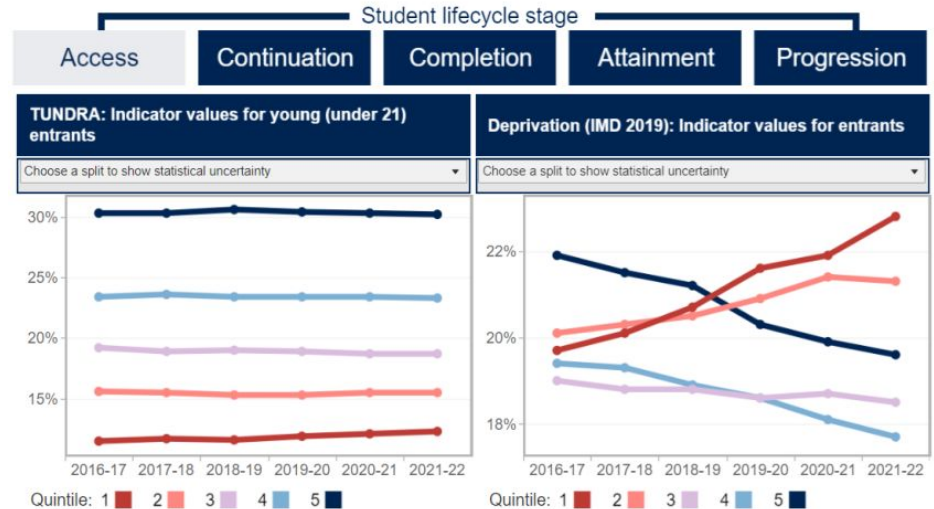 Student lifecycle stage
Access Continuation Completion Attainment Progression
TUNDRA: Indicator values for young (under 21)
entrants
Choose a split to show statistical uncertainty
30%
25%
20%
15%
2016-17 2017-18 2018-19 2019-20 2020-21 2021-22
Quintile: 1 2 3 4 5
Deprivation (IMD 2019): Indicator values for entrants
Choose a split to show statistical uncertainty
22%
20%
18%
2016-17 2017-18 2018-19 2019-20 2020-21 2021-22
Quintile: 1 2 3 4 5